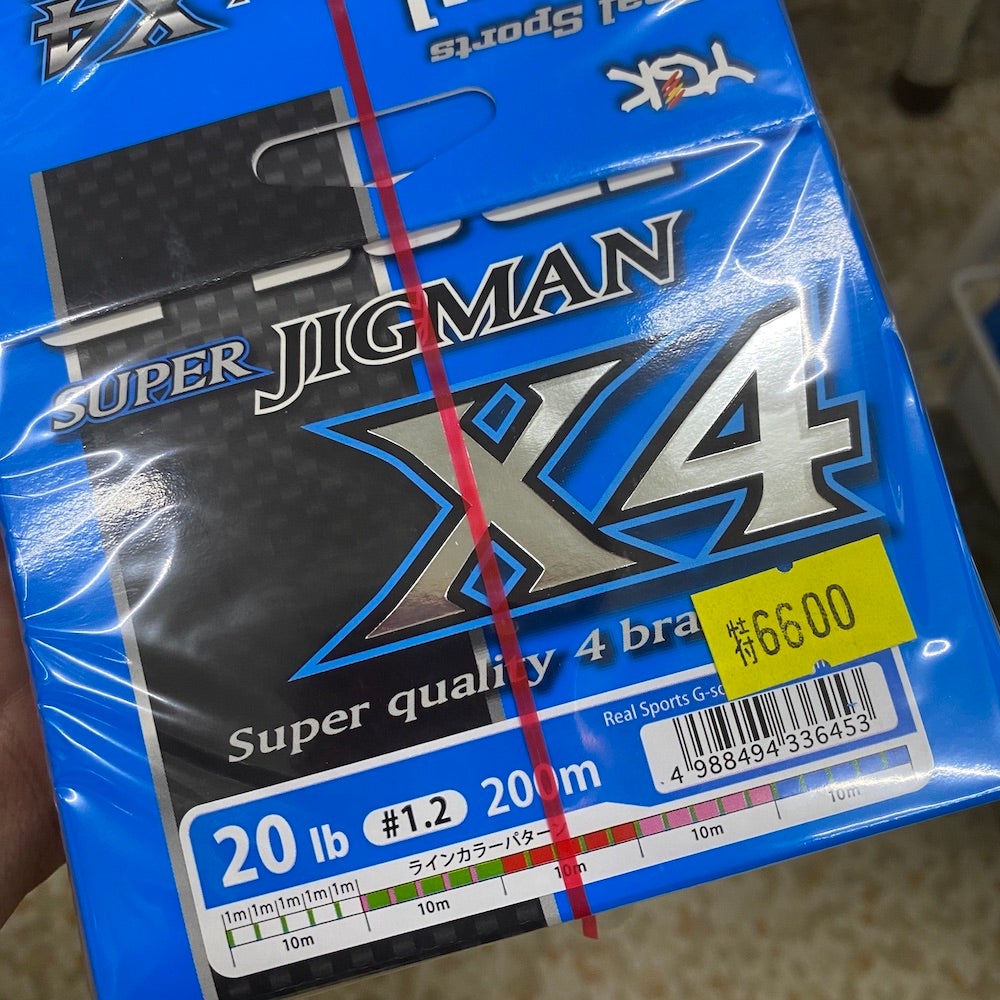 X4
Real Sports
YGK
SUPER JIGMAN
X4
特6600
Super quality 4 bra
Real Sports G-so
4 988494 336453
20 lb #1.2 200m
ラインカラーパターン
1m 1m 1m 1m 1m
10m 10m 10m 10m 10m